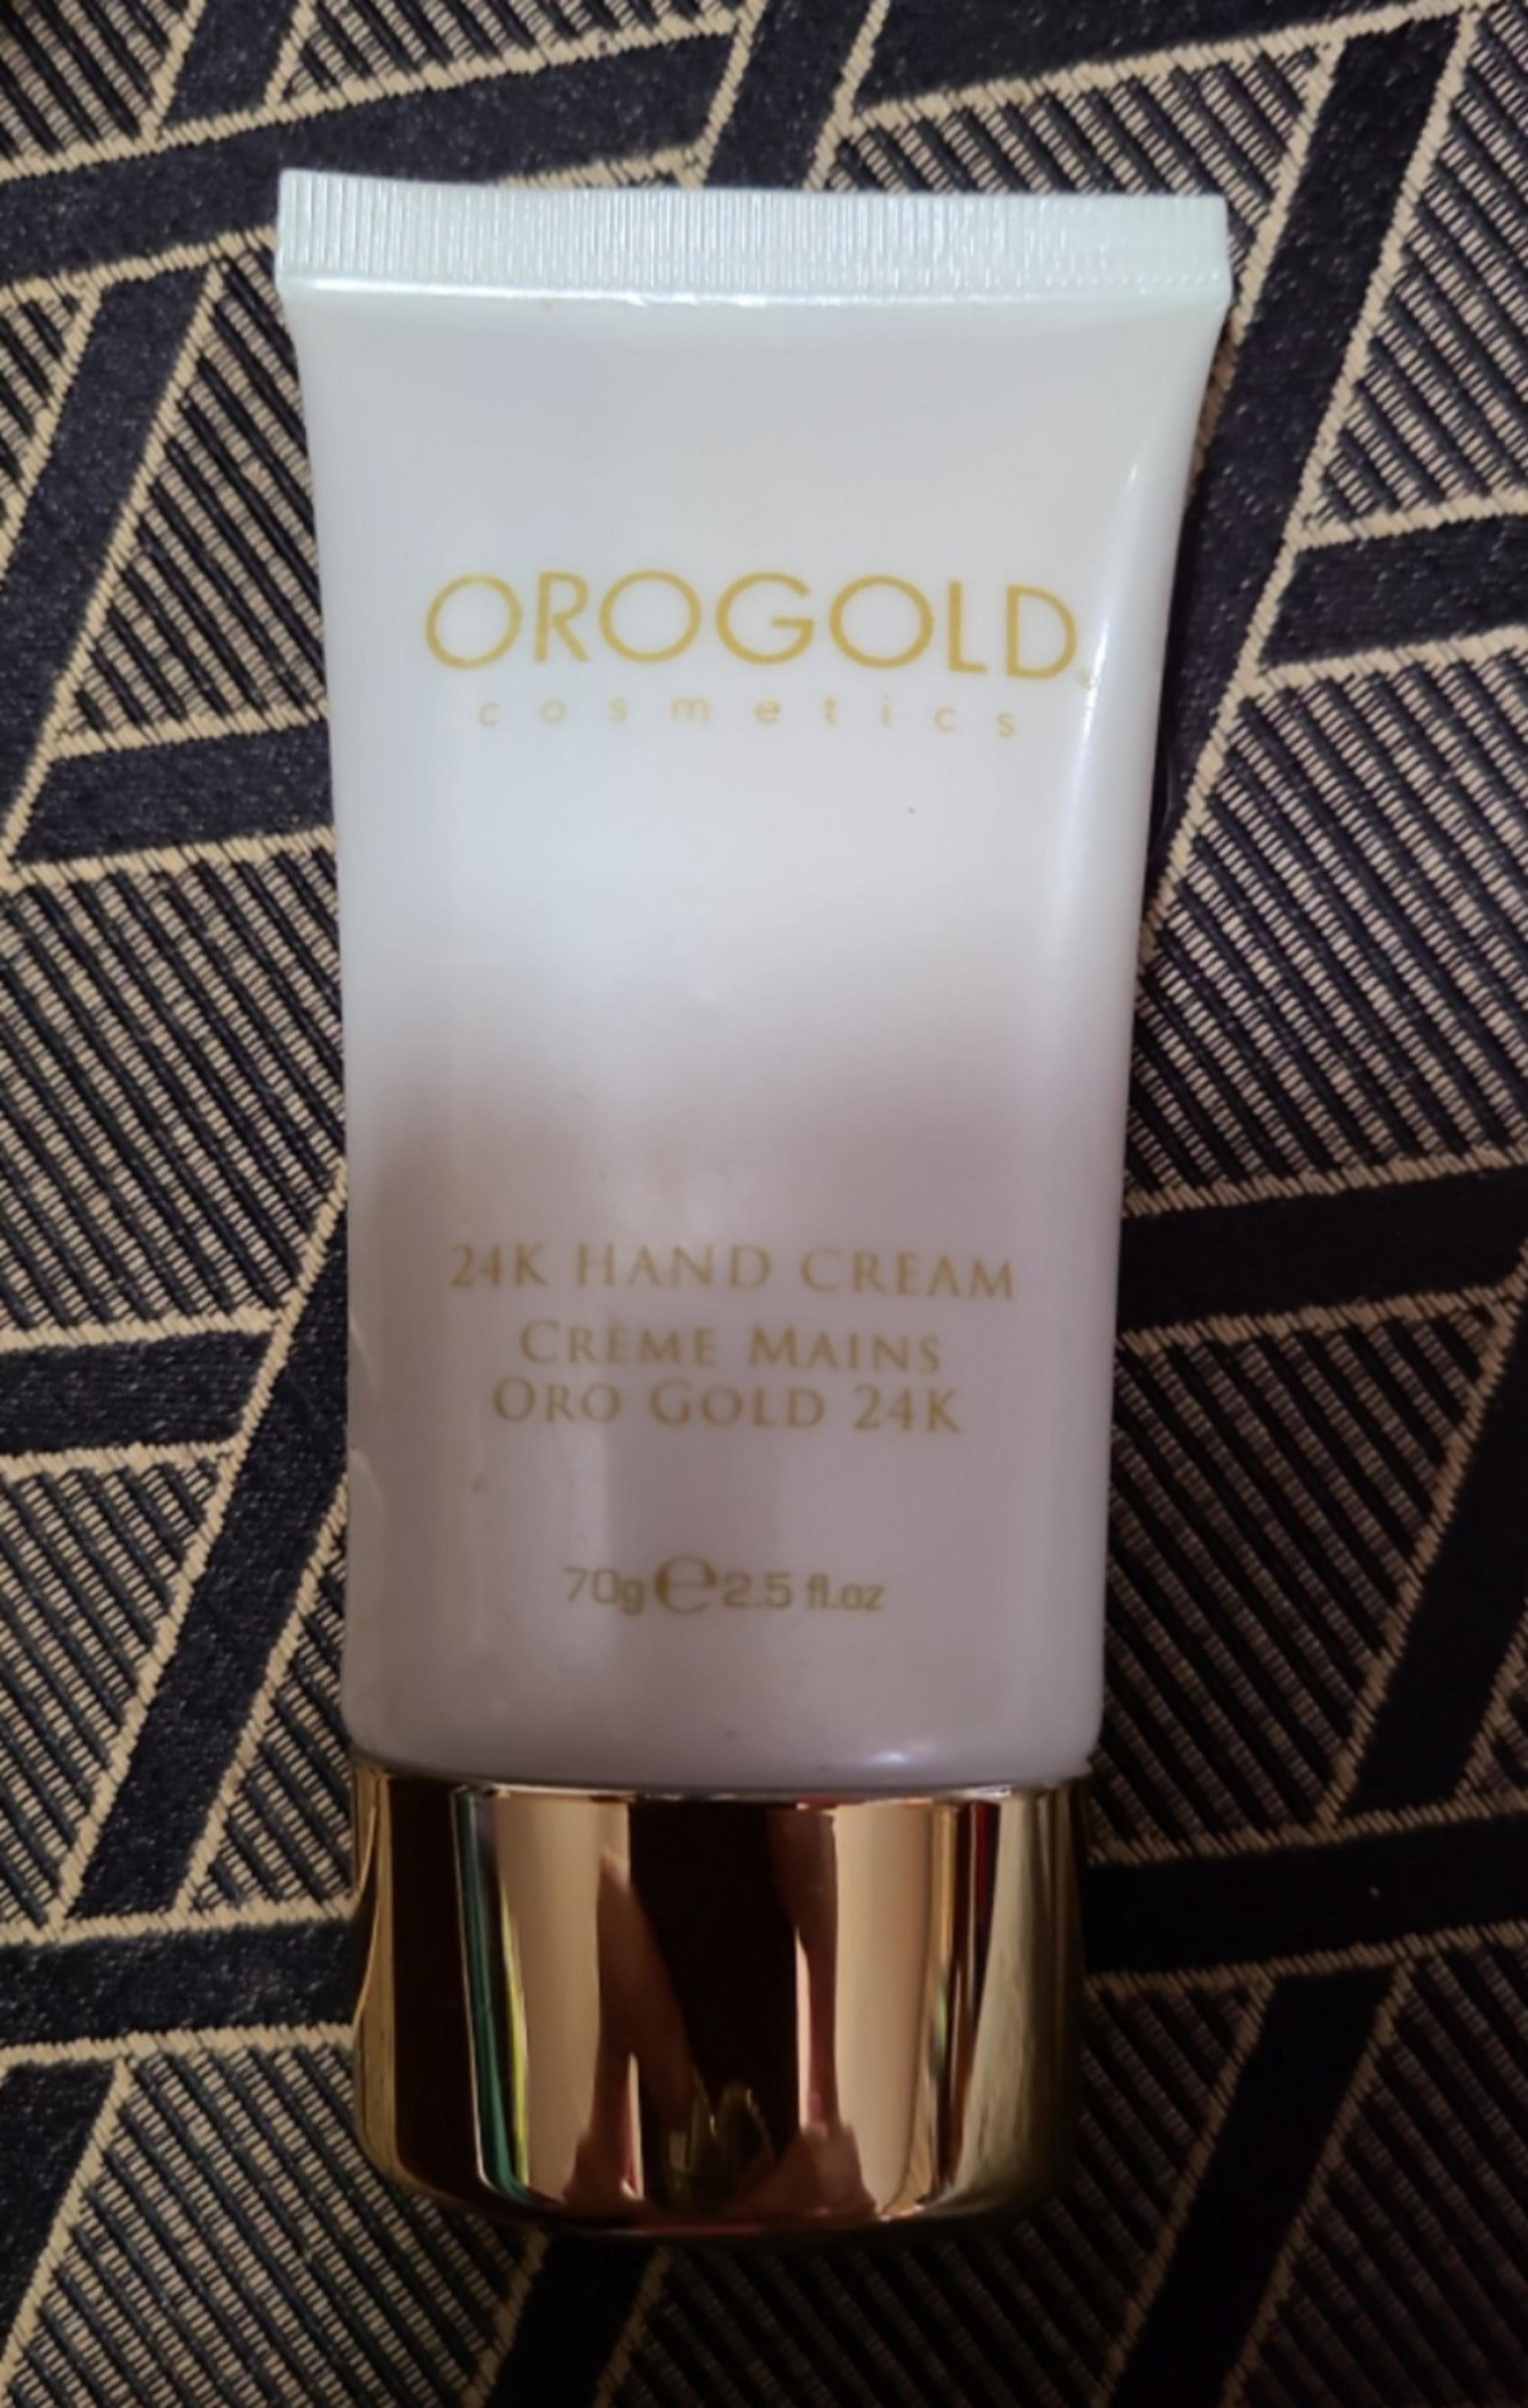 OROGOLD®
cosmetics
24K HAND CREAM
CRÈME MAINS
ORO GOLD 24K
70g℮2.5 fl.oz